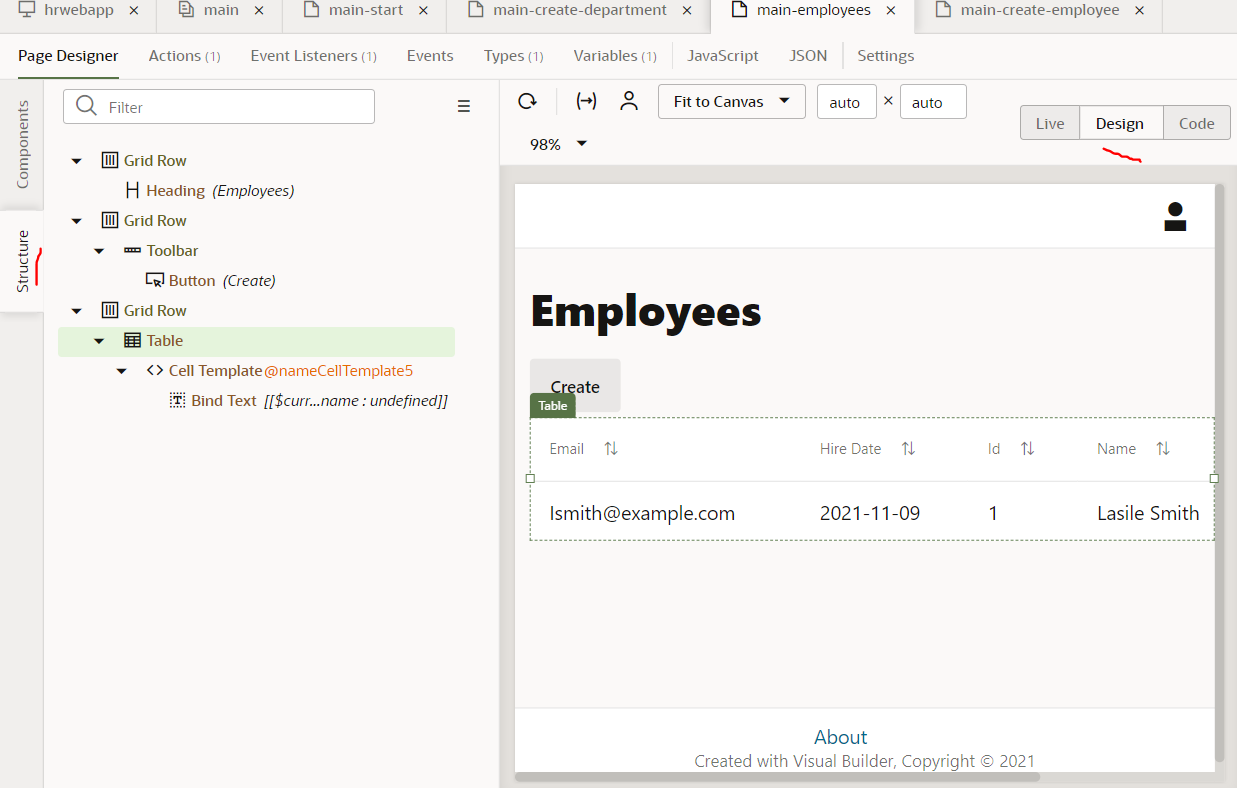 hrwebapp × main × main-start × main-create-department × main-employees × main-create-employee ×
Page Designer Actions (1) Event Listeners (1) Events Types (1) Variables (1) JavaScript JSON Settings
Components
Structure
Filter
Grid Row
Heading (Employees)
Grid Row
Toolbar
Button (Create)
Grid Row
Table
Cell Template @nameCellTemplate5
Bind Text [[$curr...name : undefined]]
Fit to Canvas auto × auto
98%
Live Design Code
Employees
Create
Table
Email Hire Date Id Name
lsmith@example.com 2021-11-09 1 Lasile Smith
About
Created with Visual Builder, Copyright © 2021